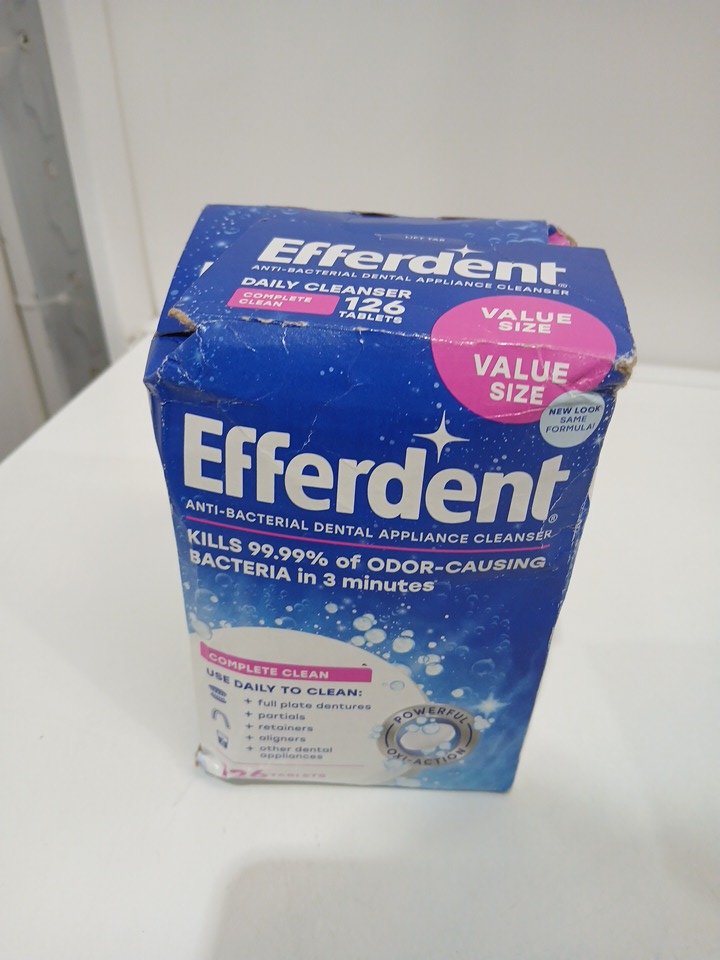 LIFT TAB
Efferdent®
ANTI-BACTERIAL DENTAL APPLIANCE CLEANSER
DAILY CLEANSER
COMPLETE
CLEAN
126
TABLETS
VALUE
SIZE
VALUE
SIZE
NEW LOOK
SAME
FORMULA!
Efferdent®
ANTI-BACTERIAL DENTAL APPLIANCE CLEANSER
KILLS 99.99% of ODOR-CAUSING
BACTERIA in 3 minutes
COMPLETE CLEAN
USE DAILY TO CLEAN:
+ full plate dentures
+ partials
+ retainers
+ aligners
+ other dental
appliances
POWERFUL
OXI-ACTION
126 TABLETS